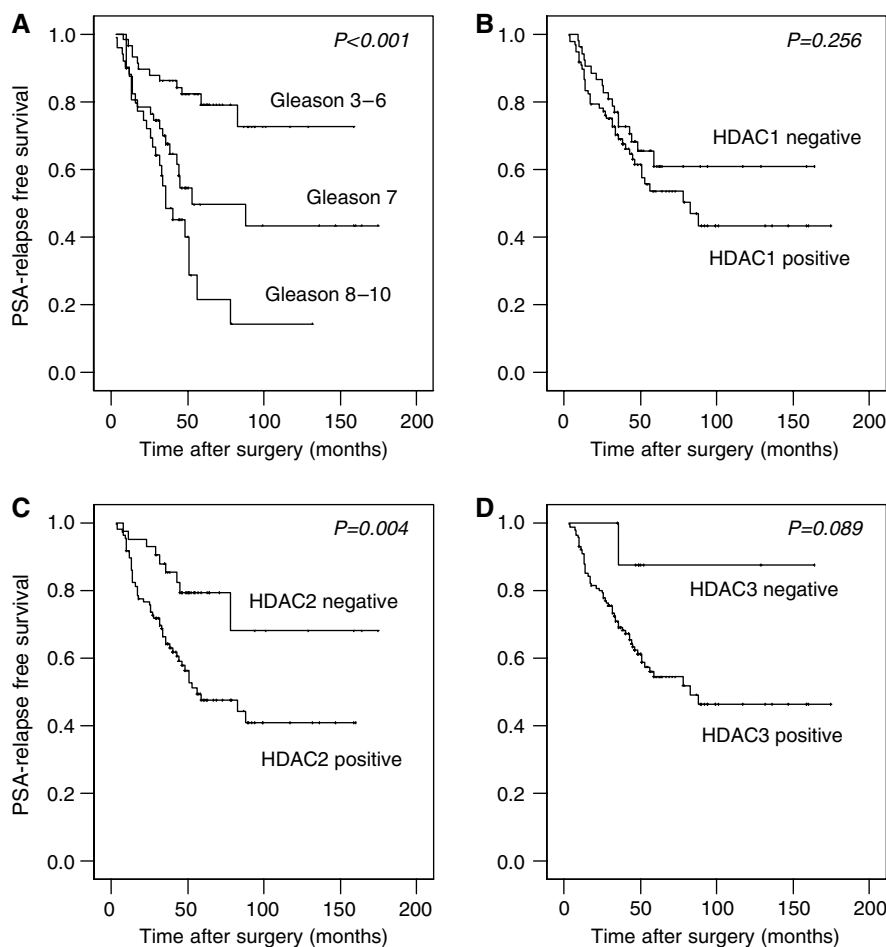 A
P<0.001
PSA-relapse free survival
1.0
0.8
0.6
0.4
0.2
0.0
Gleason 3–6
Gleason 7
Gleason 8–10
0 50 100 150 200
Time after surgery (months)
B
P=0.256
1.0
0.8
0.6
0.4
0.2
0.0
HDAC1 negative
HDAC1 positive
0 50 100 150 200
Time after surgery (months)
C
P=0.004
PSA-relapse free survival
1.0
0.8
0.6
0.4
0.2
0.0
HDAC2 negative
HDAC2 positive
0 50 100 150 200
Time after surgery (months)
D
P=0.089
1.0
0.8
0.6
0.4
0.2
0.0
HDAC3 negative
HDAC3 positive
0 50 100 150 200
Time after surgery (months)